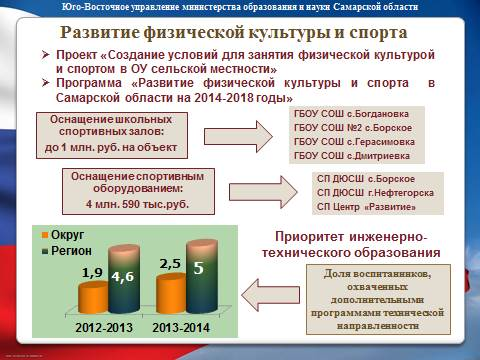 Юго-Восточное управление министерства образования и науки Самарской области
Развитие физической культуры и спорта
Проект «Создание условий для занятия физической культурой
и спортом в ОУ сельской местности»
Программа «Развитие физической культуры и спорта в
Самарской области на 2014-2018 годы»
Оснащение школьных
спортивных залов:
до 1 млн. руб. на объект
ГБОУ СОШ с.Богдановка
ГБОУ СОШ №2 с.Борское
ГБОУ СОШ с.Герасимовка
ГБОУ СОШ с.Дмитриевка
Оснащение спортивным
оборудованием:
4 млн. 590 тыс.руб.
СП ДЮСШ с.Борское
СП ДЮСШ г.Нефтегорска
СП Центр «Развитие»
Округ
Регион
1,9
4,6
2,5
5
2012-2013
2013-2014
Приоритет инженерно-
технического образования
Доля воспитанников,
охваченных
дополнительными
программами технической
направленности